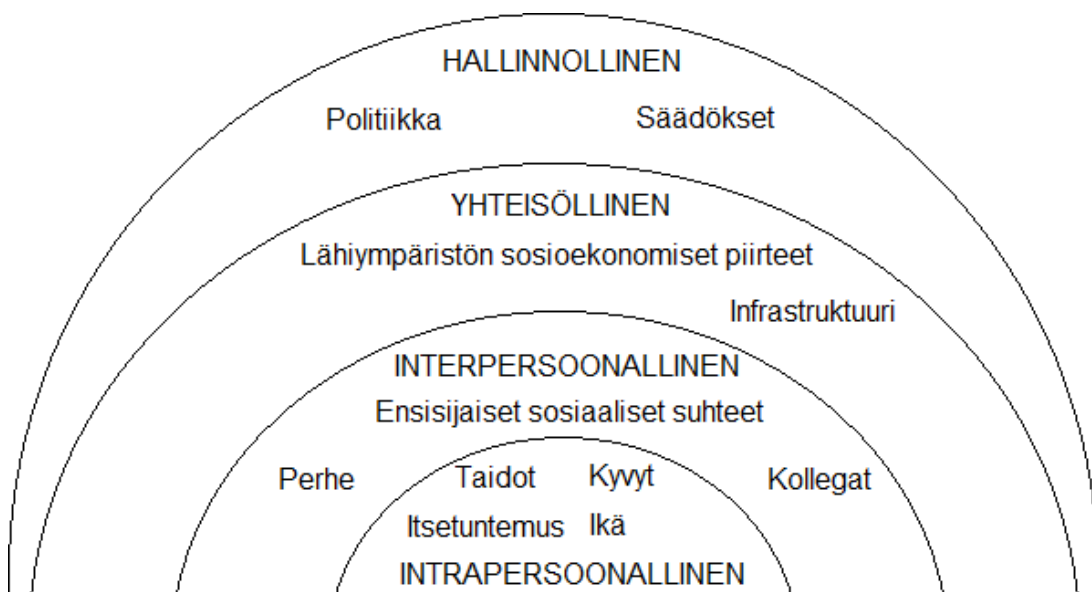 HALLINNOLLINEN
Politiikka Säädökset
YHTEISÖLLINEN
Lähiympäristön sosioekonomiset piirteet
Infrastruktuuri
INTERPERSOONALLINEN
Ensisijaiset sosiaaliset suhteet
Perhe Taidot Kyvyt Kollegat
Itsetuntemus Ikä
INTRAPERSOONALLINEN